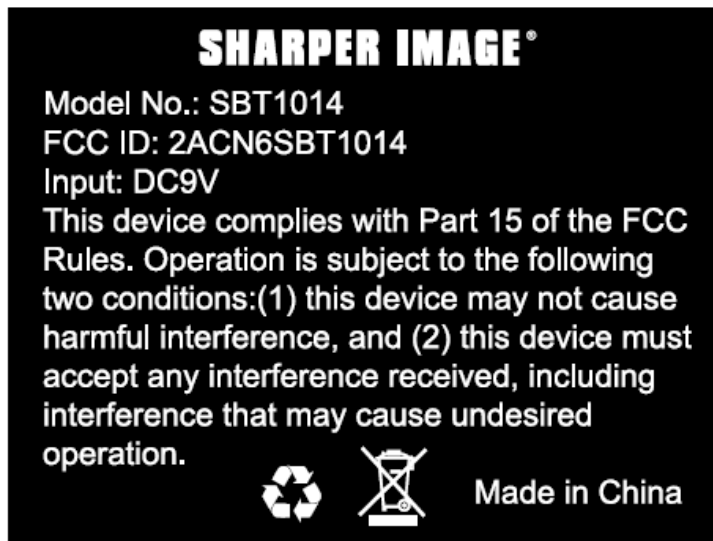 SHARPER IMAGE®
Model No.: SBT1014
FCC ID: 2ACN6SBT1014
Input: DC9V
This device complies with Part 15 of the FCC
Rules. Operation is subject to the following
two conditions:(1) this device may not cause
harmful interference, and (2) this device must
accept any interference received, including
interference that may cause undesired
operation.
Made in China